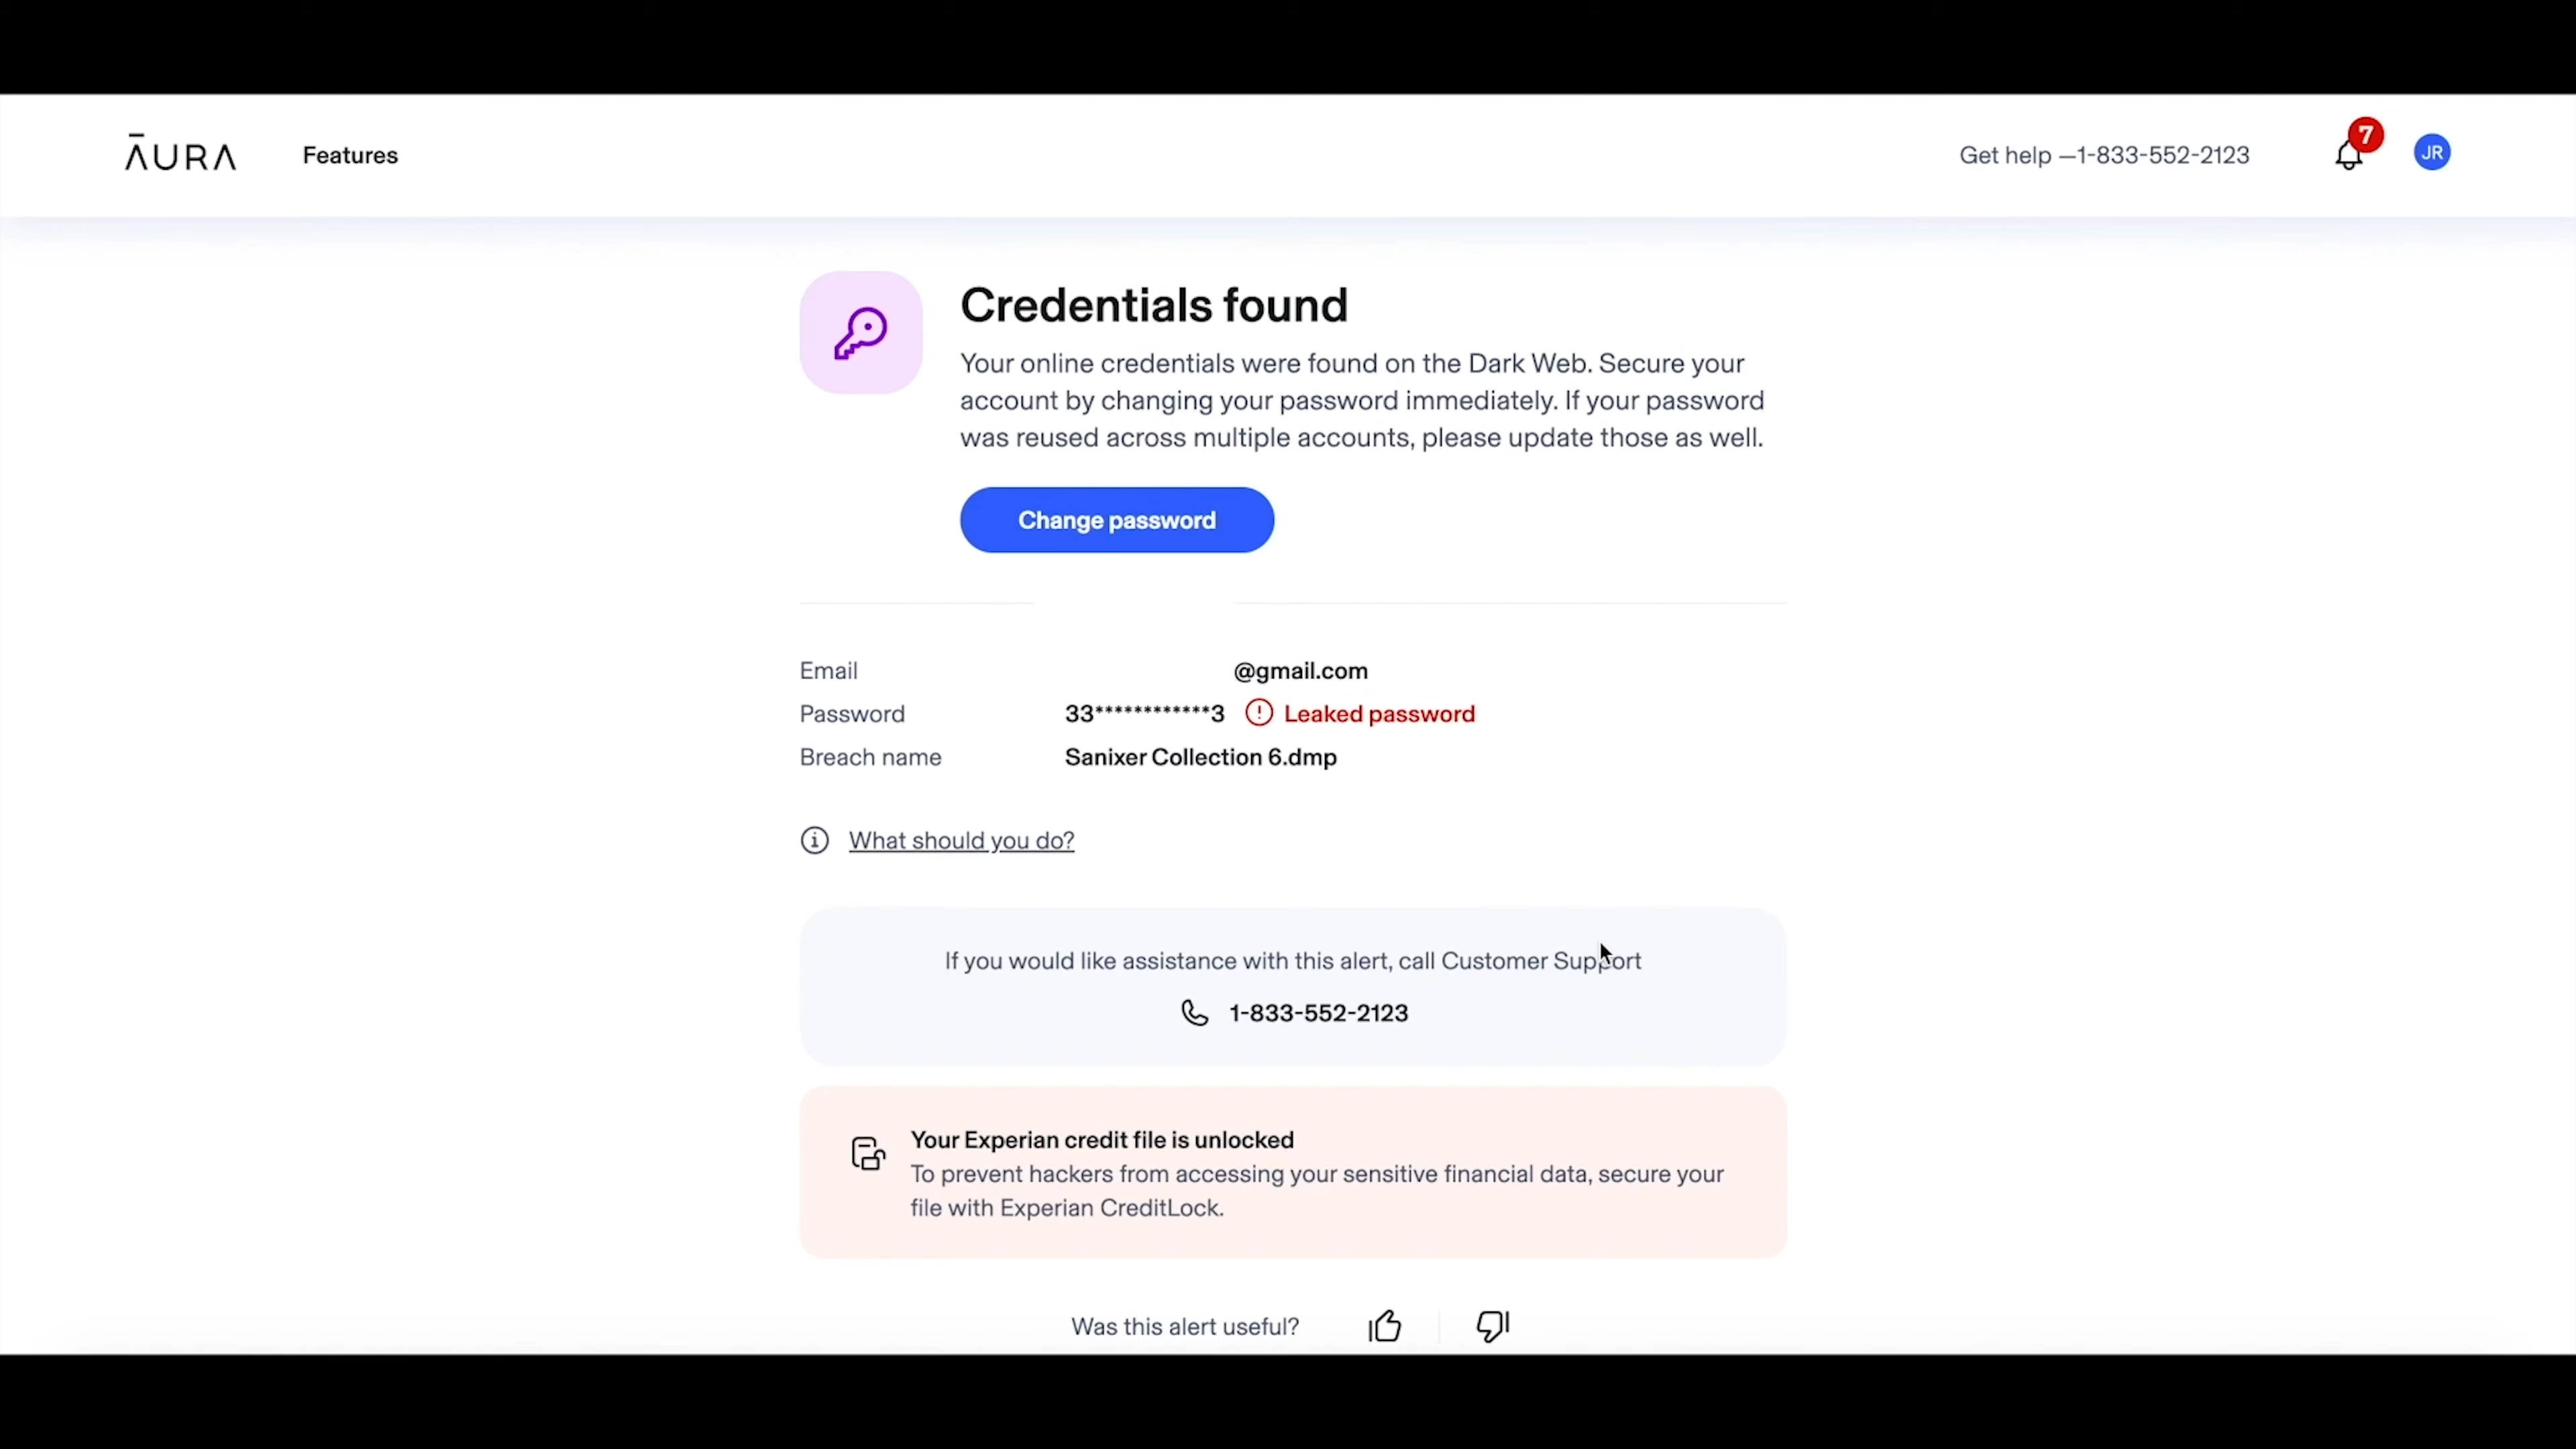 ĀURA
Features
Get help —1-833-552-2123
7
JR
Credentials found
Your online credentials were found on the Dark Web. Secure your
account by changing your password immediately. If your password
was reused across multiple accounts, please update those as well.
Change password
Email @gmail.com
Password 33************3 Leaked password
Breach name Sanixer Collection 6.dmp
What should you do?
If you would like assistance with this alert, call Customer Support
1-833-552-2123
Your Experian credit file is unlocked
To prevent hackers from accessing your sensitive financial data, secure your
file with Experian CreditLock.
Was this alert useful?